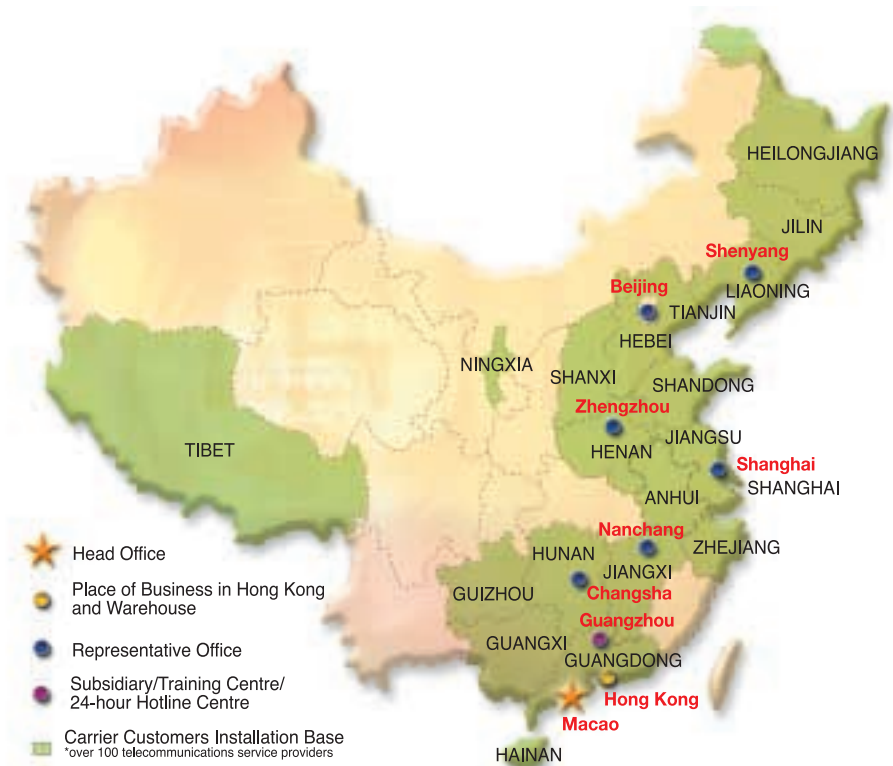 HEILONGJIANG
JILIN
Shenyang
LIAONING
Beijing
TIANJIN
HEBEI
NINGXIA
SHANXI
SHANDONG
Zhengzhou
JIANGSU
HENAN
TIBET
Shanghai
SHANGHAI
ANHUI
Nanchang
ZHEJIANG
HUNAN
JIANGXI
GUIZHOU
Changsha
Guangzhou
GUANGXI
GUANGDONG
Hong Kong
Macao
HAINAN
Head Office
Place of Business in Hong Kong
and Warehouse
Representative Office
Subsidiary/Training Centre/
24-hour Hotline Centre
Carrier Customers Installation Base
*over 100 telecommunications service providers